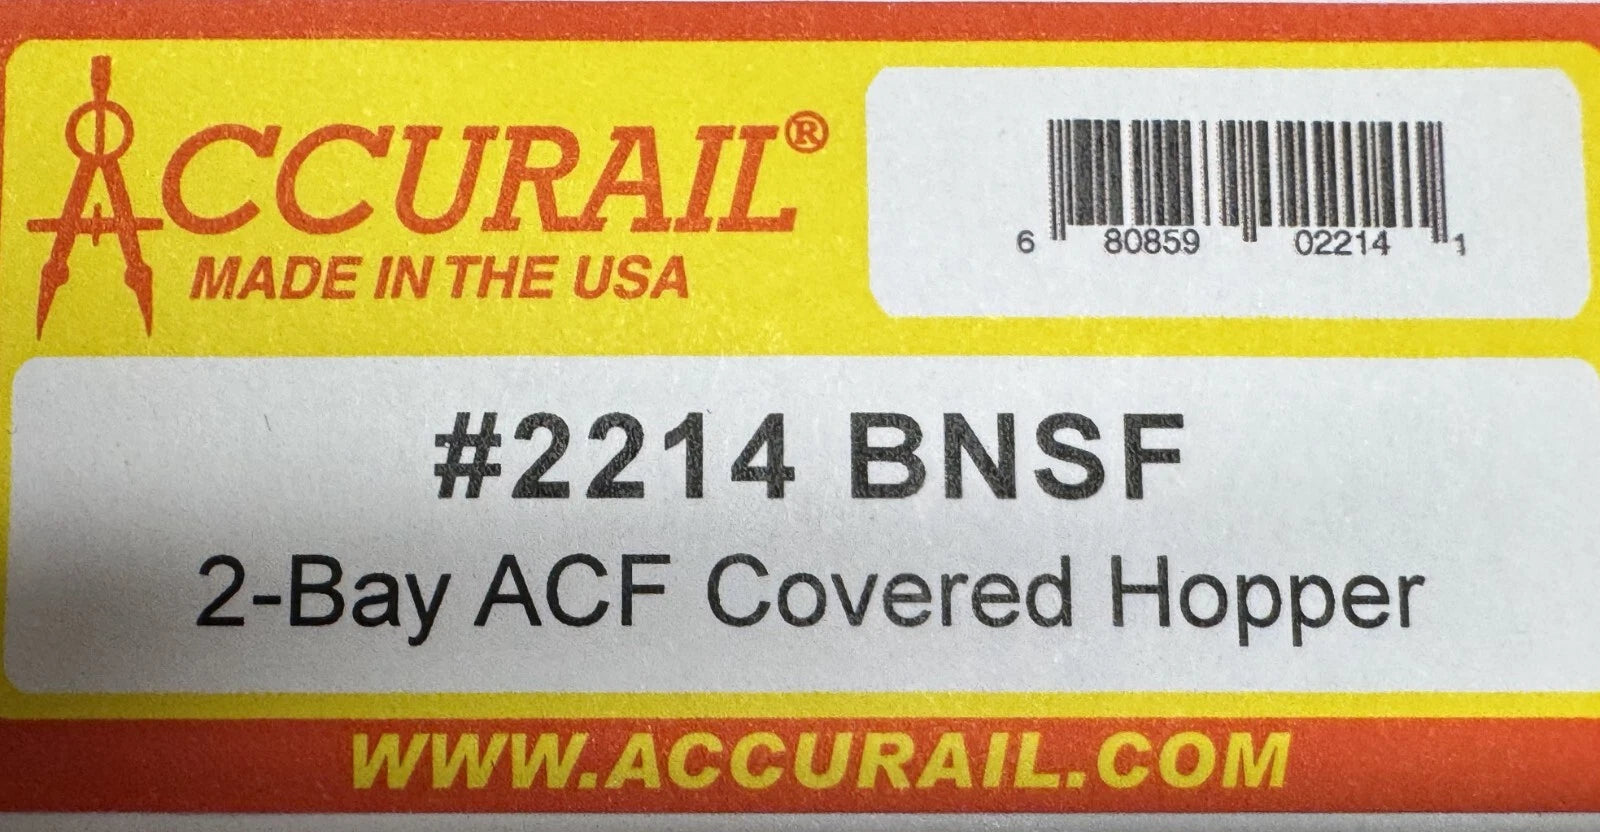 ACCURAIL®
MADE IN THE USA
6 80859 02214 1
#2214 BNSF
2-Bay ACF Covered Hopper
WWW.ACCURAIL.COM